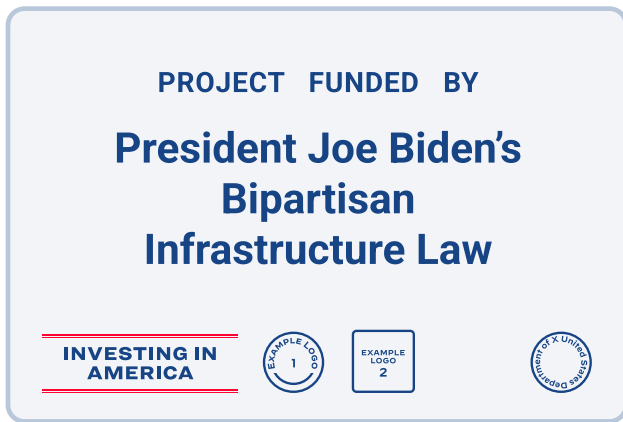 PROJECT FUNDED BY
President Joe Biden’s
Bipartisan
Infrastructure Law
INVESTING IN
AMERICA
EXAMPLE LOGO
1
EXAMPLE
LOGO
2
Department of X United States